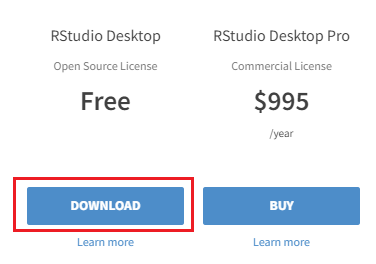 RStudio Desktop
Open Source License
Free
DOWNLOAD
Learn more
RStudio Desktop Pro
Commercial License
$995
/year
BUY
Learn more